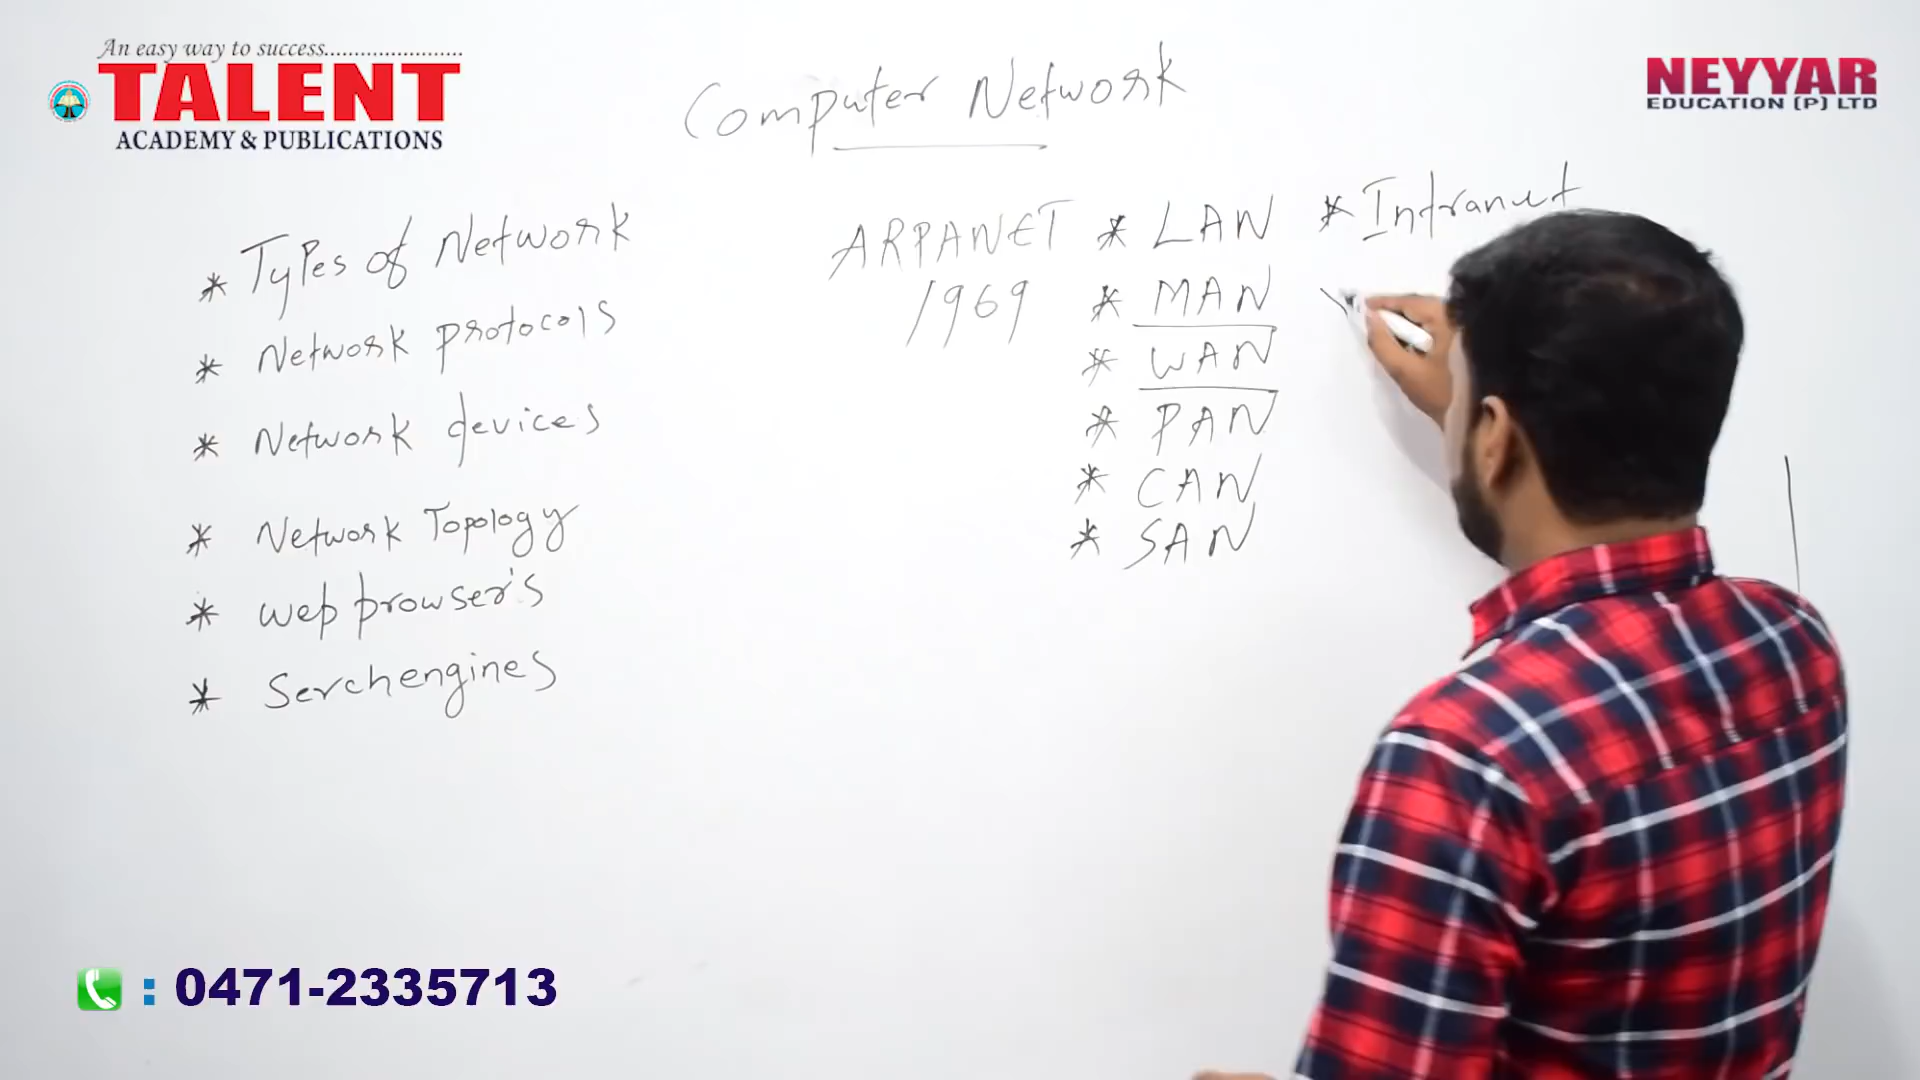 An easy way to success.......................
TALENT
ACADEMY & PUBLICATIONS
NEYYAR
EDUCATION (P) LTD
Computer Network
* Types of Network
* Network protocols
* Network devices
* Network Topology
* Web browser's
* Serchengines
ARPANET
1969
* LAN
* MAN
* WAN
* PAN
* CAN
* SAN
* Intranet
: 0471-2335713